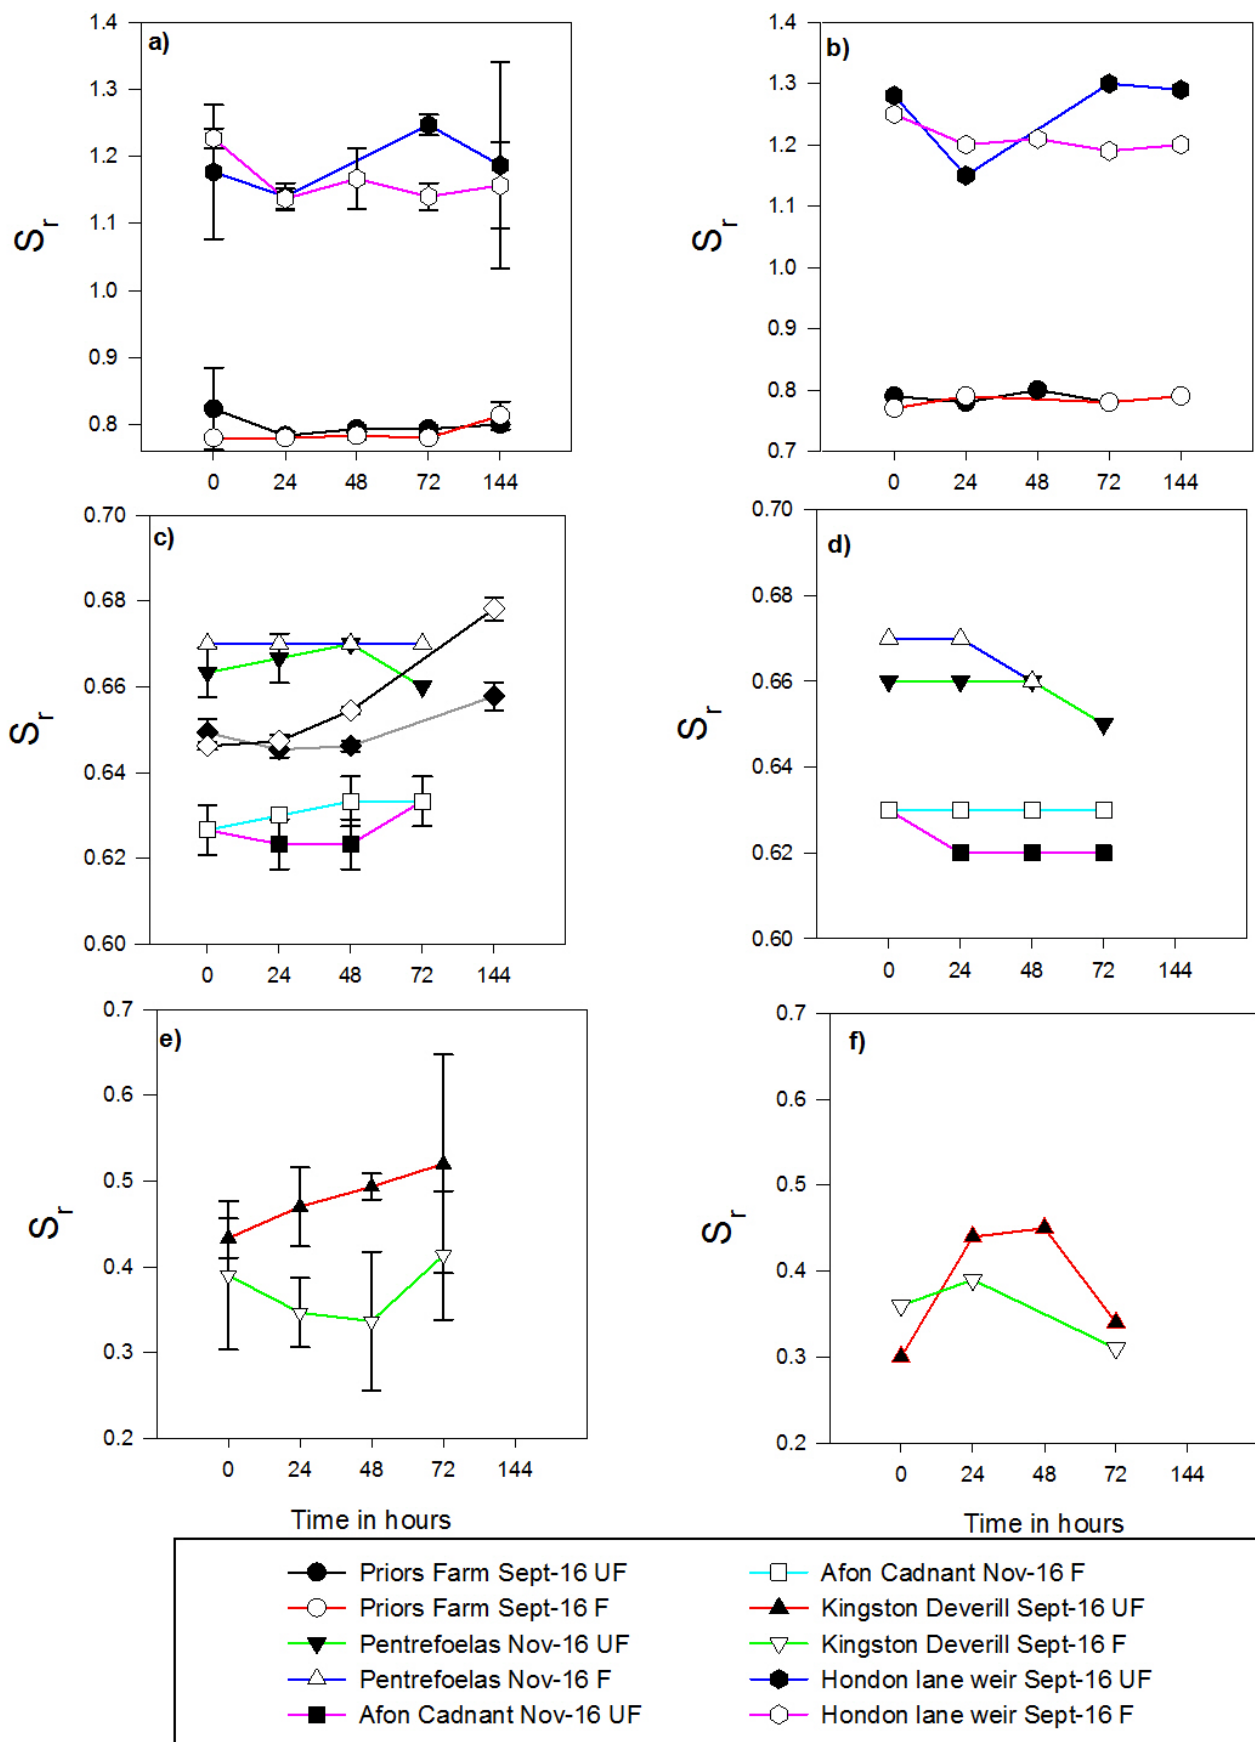 a)
1.4
1.3
1.2
1.1
1.0
0.9
0.8
Sr
0 24 48 72 144
b)
1.4
1.3
1.2
1.1
1.0
0.9
0.8
0.7
Sr
0 24 48 72 144
c)
0.70
0.68
0.66
0.64
0.62
0.60
Sr
0 24 48 72 144
d)
0.70
0.68
0.66
0.64
0.62
0.60
Sr
0 24 48 72 144
e)
0.7
0.6
0.5
0.4
0.3
0.2
Sr
0 24 48 72 144
Time in hours
f)
0.7
0.6
0.5
0.4
0.3
0.2
Sr
0 24 48 72 144
Time in hours
Priors Farm Sept-16 UF
Priors Farm Sept-16 F
Pentrefoelas Nov-16 UF
Pentrefoelas Nov-16 F
Afon Cadnant Nov-16 UF
Afon Cadnant Nov-16 F
Kingston Deverill Sept-16 UF
Kingston Deverill Sept-16 F
Hondon lane weir Sept-16 UF
Hondon lane weir Sept-16 F